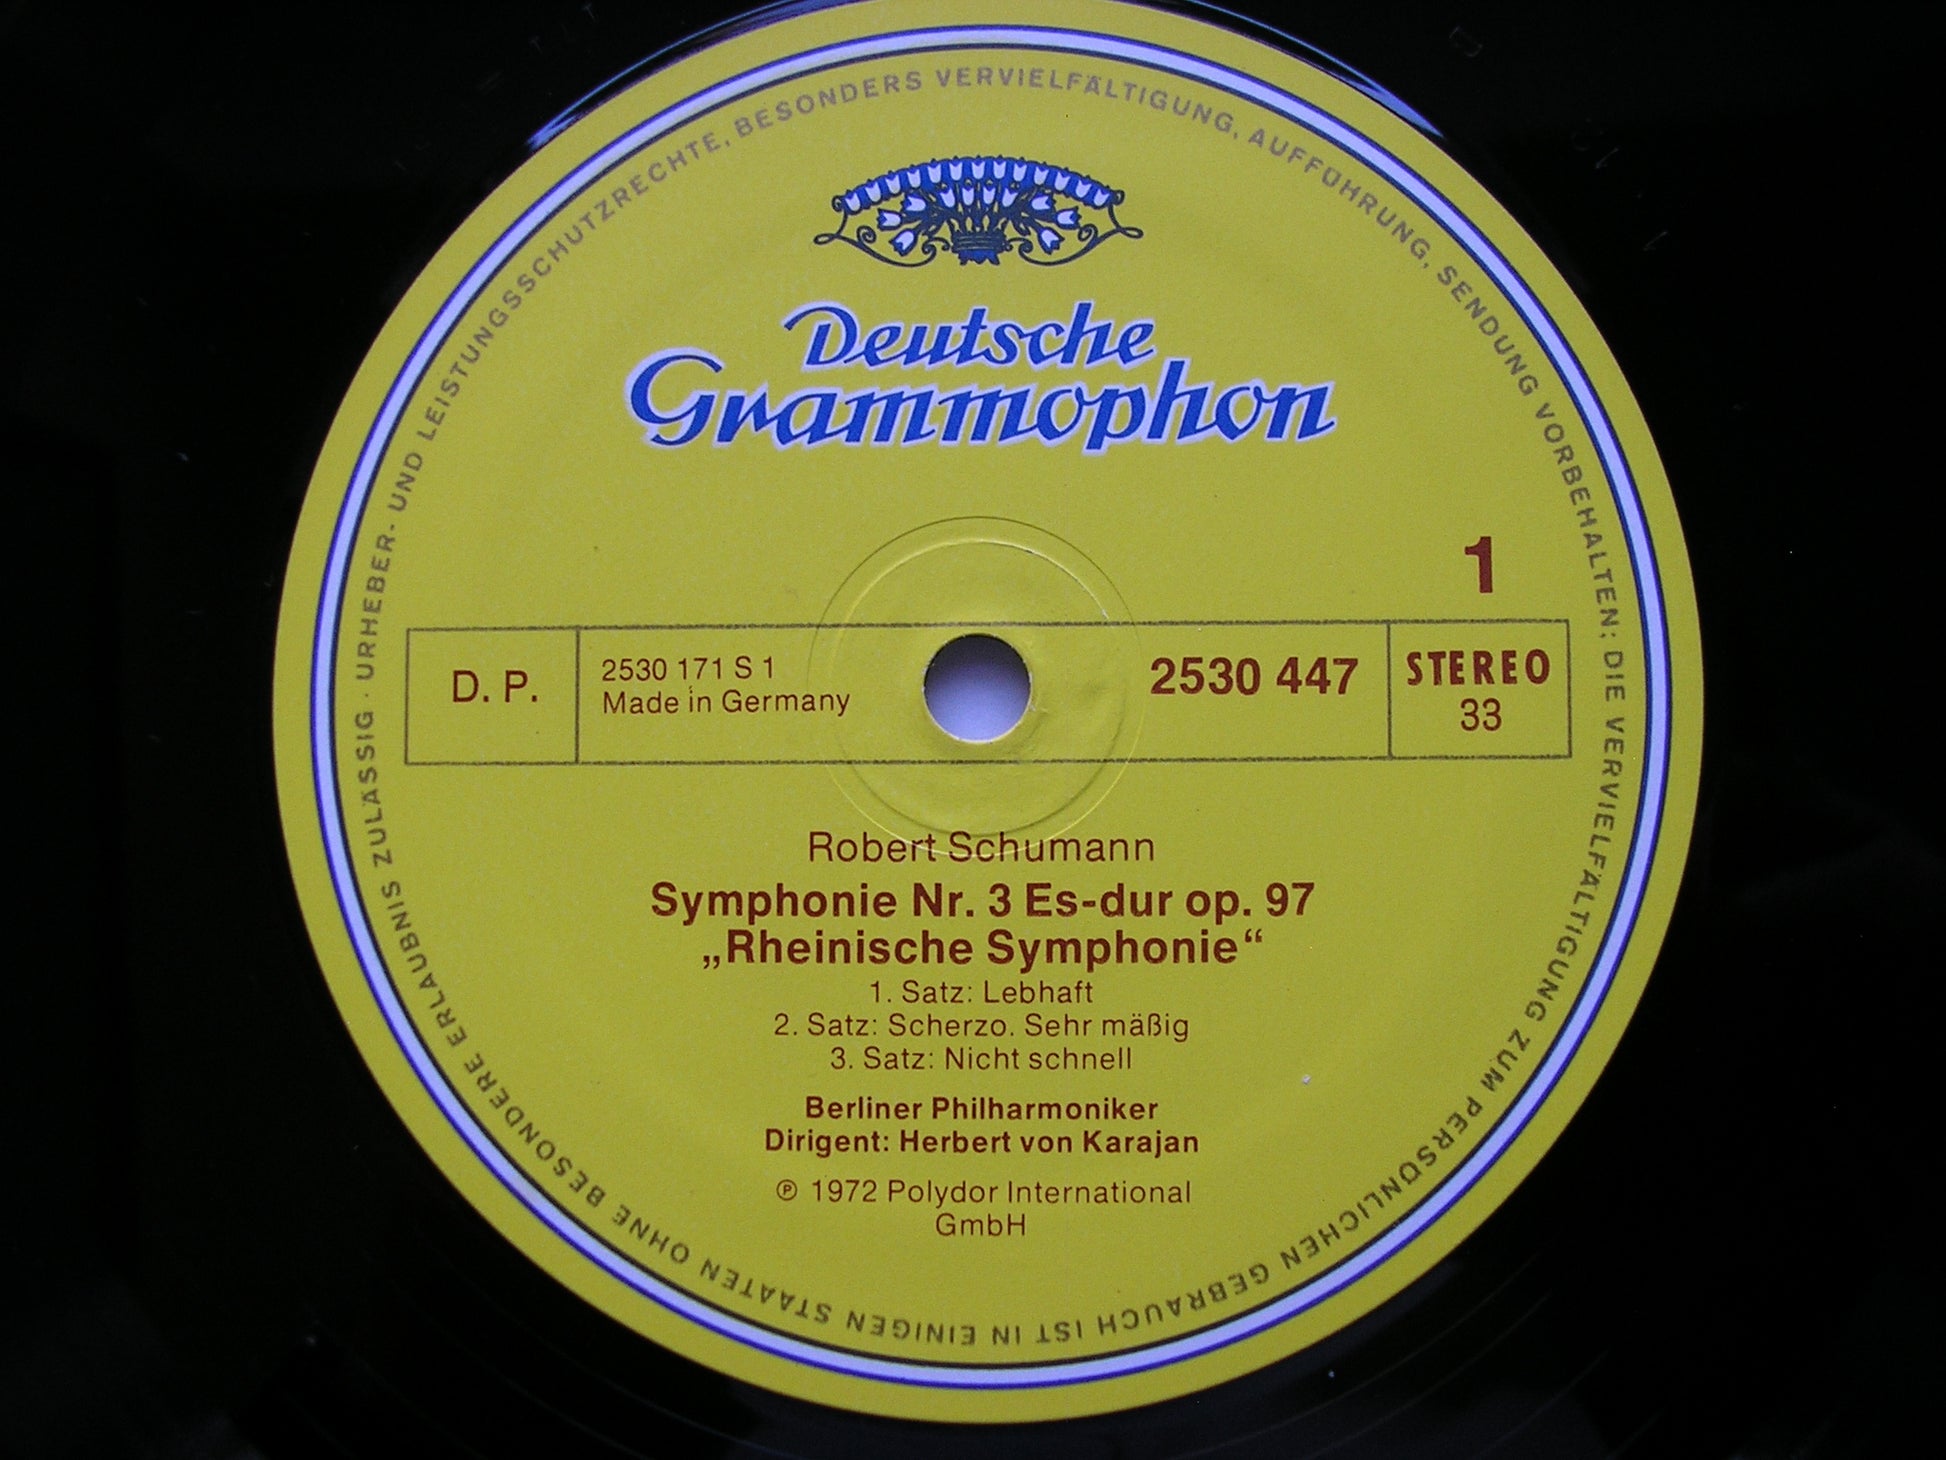 URHEBER- UND LEISTUNGSSCHUTZRECHTE, BESONDERS VERVIELFÄLTIGUNG, AUFFÜHRUNG, SENDUNG VORBEHALTEN; DIE VERVIELFÄLTIGUNG ZUM PERSÖNLICHEN GEBRAUCH IST IN EINIGEN STAATEN OHNE BESONDERE ERLAUBNIS ZULÄSSIG ·
Deutsche
Grammophon
1
D. P.
2530 171 S 1
Made in Germany
2530 447
STEREO
33
Robert Schumann
Symphonie Nr. 3 Es-dur op. 97
„Rheinische Symphonie“
1. Satz: Lebhaft
2. Satz: Scherzo. Sehr mäßig
3. Satz: Nicht schnell
Berliner Philharmoniker
Dirigent: Herbert von Karajan
℗ 1972 Polydor International
GmbH